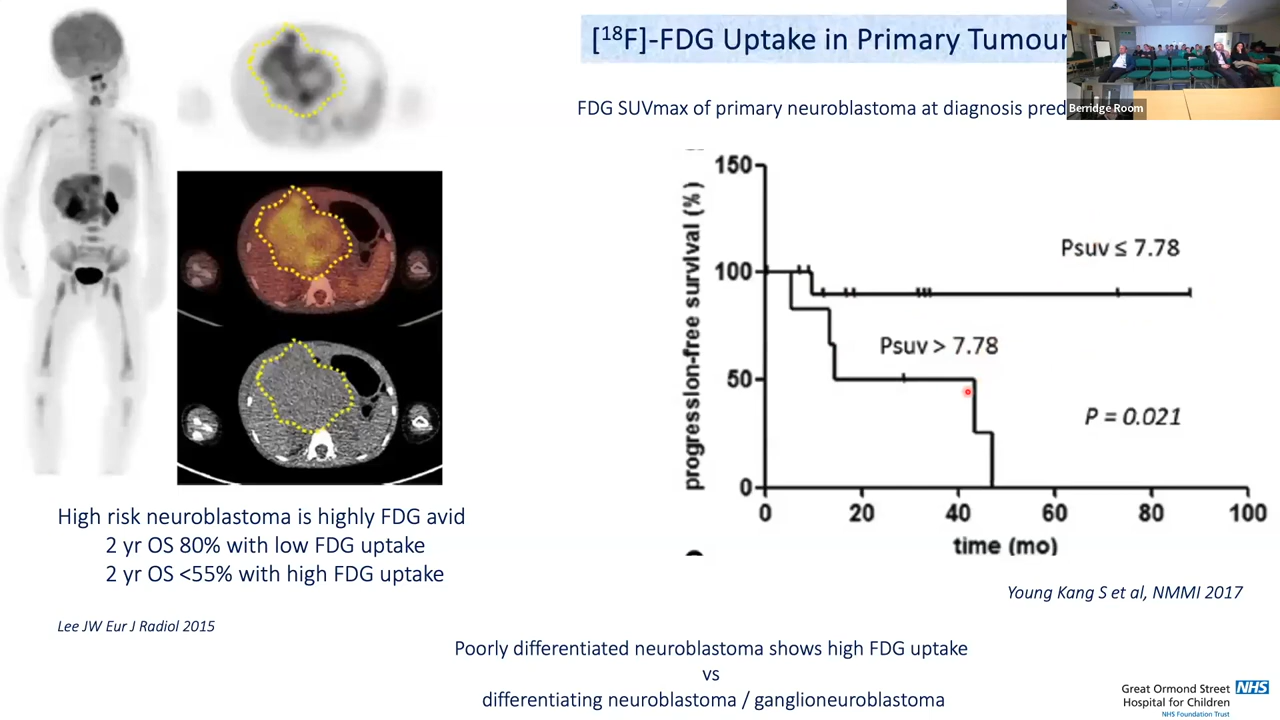 [¹⁸F]-FDG Uptake in Primary Tumour
Berridge Room
FDG SUVmax of primary neuroblastoma at diagnosis pred
progression-free survival (%)
150
100
50
0
Psuv ≤ 7.78
Psuv > 7.78
P = 0.021
0 20 40 60 80 100
time (mo)
High risk neuroblastoma is highly FDG avid
2 yr OS 80% with low FDG uptake
2 yr OS <55% with high FDG uptake
Young Kang S et al, NMMI 2017
Lee JW Eur J Radiol 2015
Poorly differentiated neuroblastoma shows high FDG uptake
vs
differentiating neuroblastoma / ganglioneuroblastoma
Great Ormond Street NHS
Hospital for Children
NHS Foundation Trust